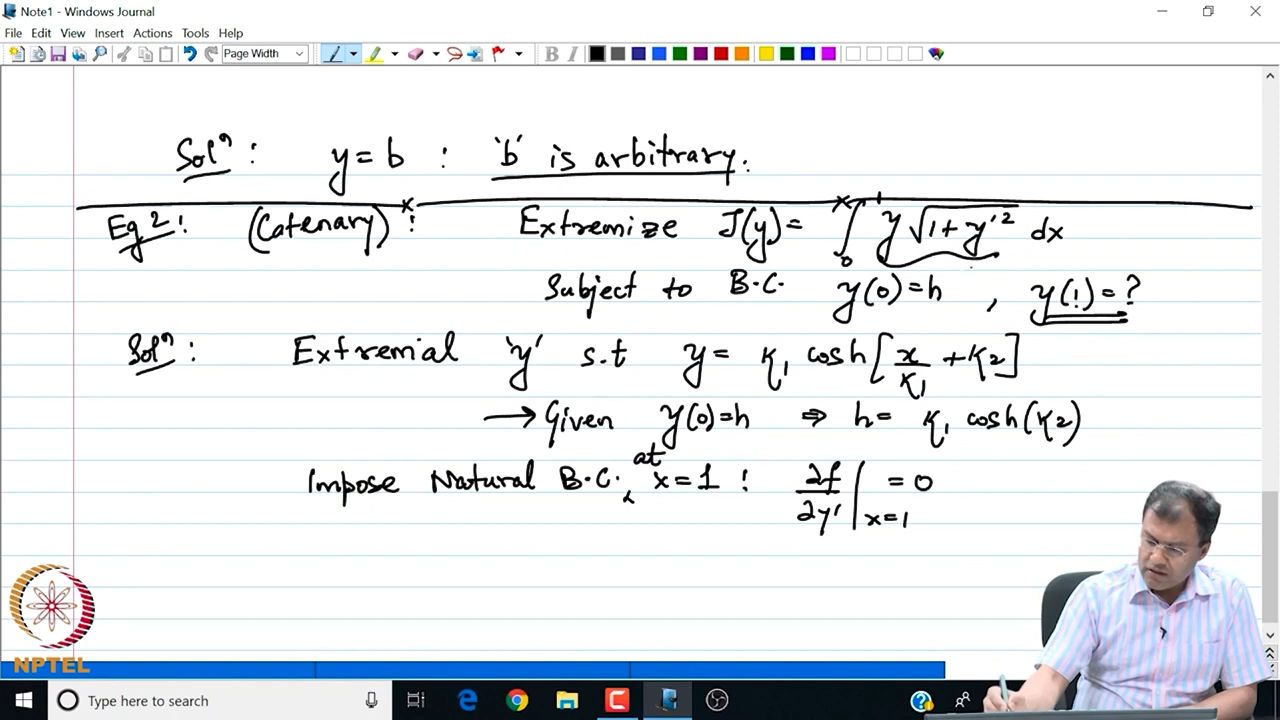 Note1 - Windows Journal
File Edit View Insert Actions Tools Help
Page Width
Solⁿ : y = b : 'b' is arbitrary.
Eg 2: (Catenary) : Extremize J(y) = ∫₀¹ y √(1 + y'²) dx
Subject to B.C. y(0) = h , y(1) = ?
Solⁿ : Extremial 'y' s.t y = K₁ cosh[x/K₁ + K₂]
→ Given y(0) = h ⇒ h = K₁ cosh(K₂)
Impose Natural B.C. at x = 1 : ∂f/∂y' |ₓ₌₁ = 0
NPTEL
Type here to search